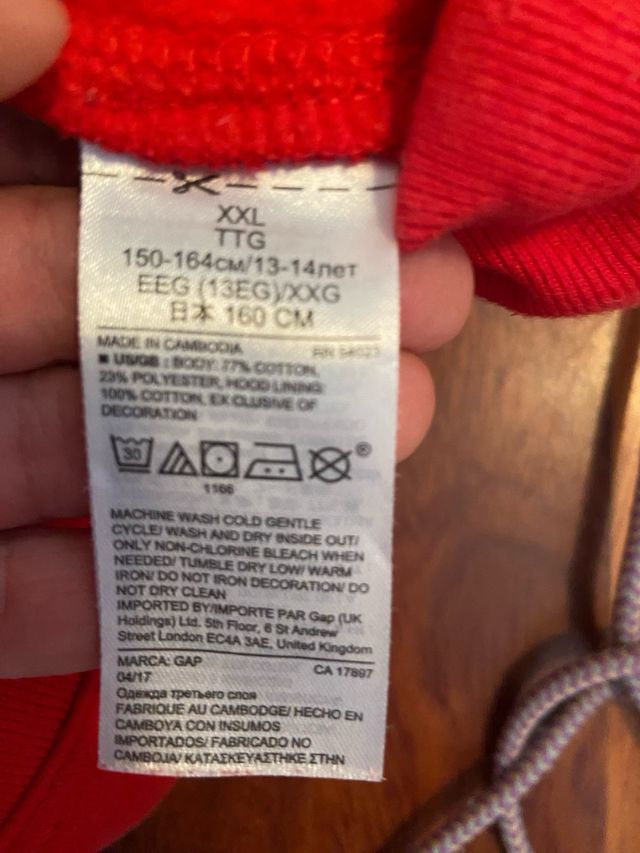 XXL
TTG
150-164см/13-14лет
EEG (13EG)/XXG
日本 160 CM
MADE IN CAMBODIA RN 54023
■ US/GB : BODY: 77% COTTON,
23% POLYESTER, HOOD LINING:
100% COTTON, EXCLUSIVE OF
DECORATION
30
®
1166
MACHINE WASH COLD GENTLE
CYCLE/ WASH AND DRY INSIDE OUT/
ONLY NON-CHLORINE BLEACH WHEN
NEEDED/ TUMBLE DRY LOW/ WARM
IRON/ DO NOT IRON DECORATION/ DO
NOT DRY CLEAN
IMPORTED BY/IMPORTE PAR Gap (UK
Holdings) Ltd. 5th Floor, 6 St Andrew
Street London EC4A 3AE, United Kingdom
MARCA: GAP CA 17897
04/17
Одежда третьего слоя
FABRIQUE AU CAMBODGE/ HECHO EN
CAMBOYA CON INSUMOS
IMPORTADOS/ FABRICADO NO
CAMBOJA/ ΚΑΤΑΣΚΕΥΑΣΤΗΚΕ ΣΤΗΝ